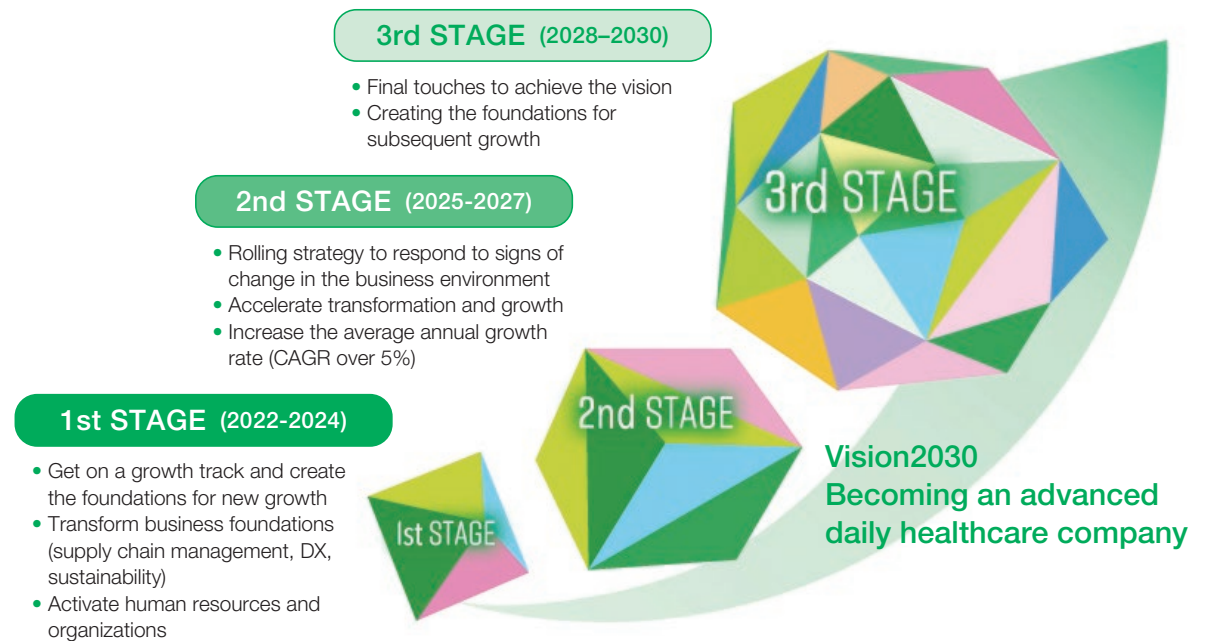 3rd STAGE (2028–2030)
• Final touches to achieve the vision
• Creating the foundations for
subsequent growth
3rd STAGE
2nd STAGE (2025-2027)
• Rolling strategy to respond to signs of
change in the business environment
• Accelerate transformation and growth
• Increase the average annual growth
rate (CAGR over 5%)
2nd STAGE
1st STAGE (2022-2024)
• Get on a growth track and create
the foundations for new growth
• Transform business foundations
(supply chain management, DX,
sustainability)
• Activate human resources and
organizations
1st STAGE
Vision2030
Becoming an advanced
daily healthcare company